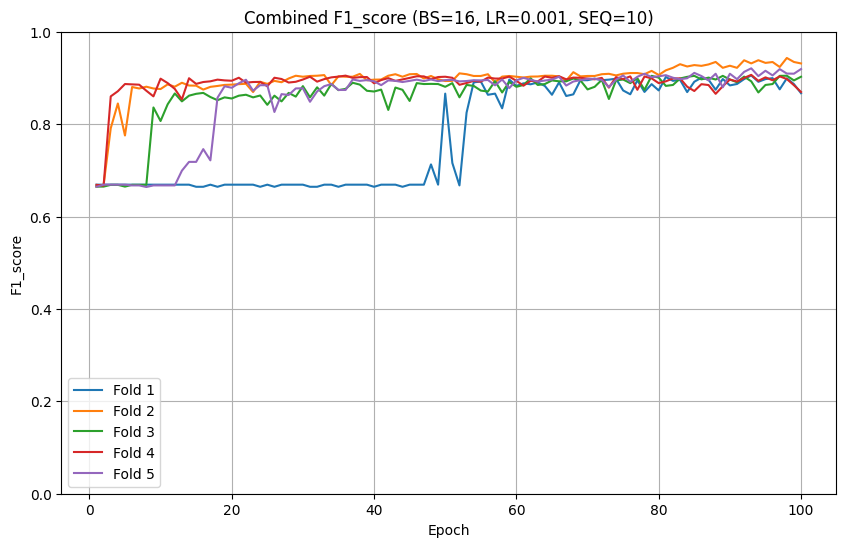 Combined F1_score (BS=16, LR=0.001, SEQ=10)
1.0
0.8
0.6
0.4
0.2
0.0
F1_score
Fold 1
Fold 2
Fold 3
Fold 4
Fold 5
0 20 40 60 80 100
Epoch